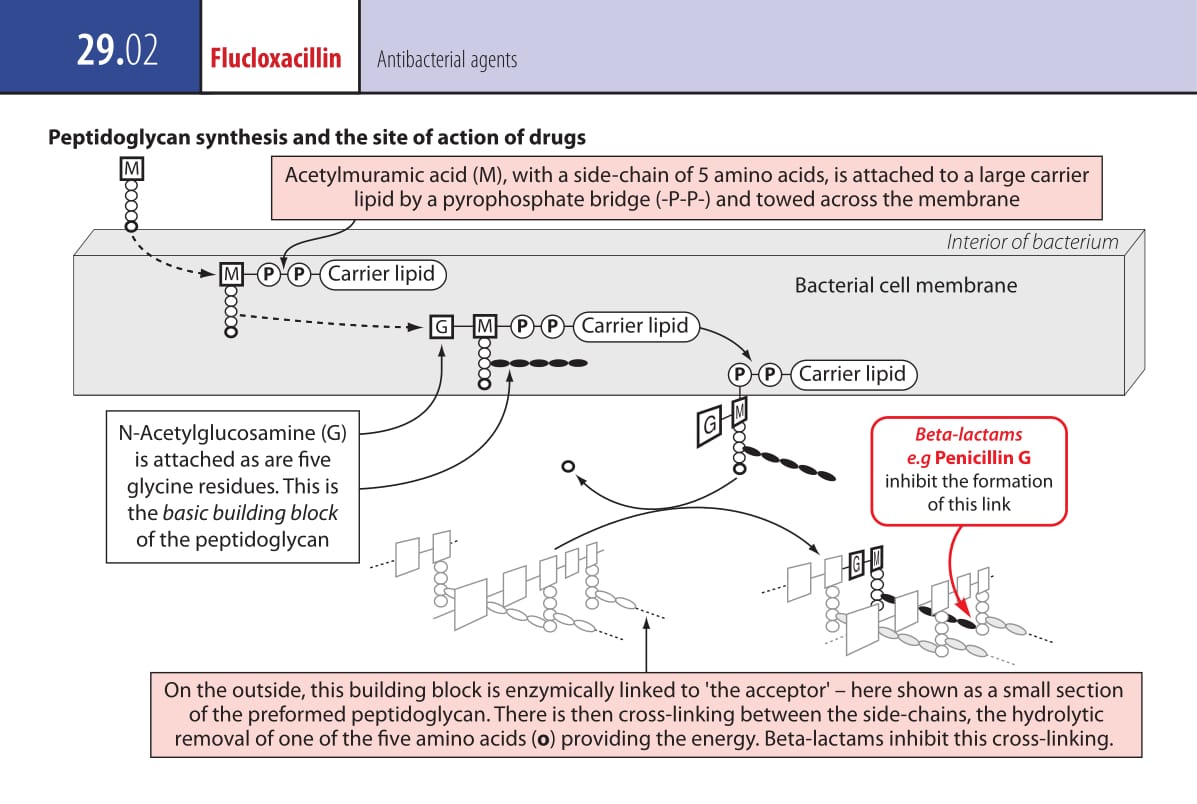 29.02
Flucloxacillin
Antibacterial agents
Peptidoglycan synthesis and the site of action of drugs
M
Acetylmuramic acid (M), with a side-chain of 5 amino acids, is attached to a large carrier
lipid by a pyrophosphate bridge (-P-P-) and towed across the membrane
Interior of bacterium
M P P Carrier lipid
Bacterial cell membrane
G M P P Carrier lipid
P P Carrier lipid
G M
N-Acetylglucosamine (G)
is attached as are five
glycine residues. This is
the basic building block
of the peptidoglycan
Beta-lactams
e.g Penicillin G
inhibit the formation
of this link
G M
On the outside, this building block is enzymically linked to 'the acceptor' – here shown as a small section
of the preformed peptidoglycan. There is then cross-linking between the side-chains, the hydrolytic
removal of one of the five amino acids (o) providing the energy. Beta-lactams inhibit this cross-linking.